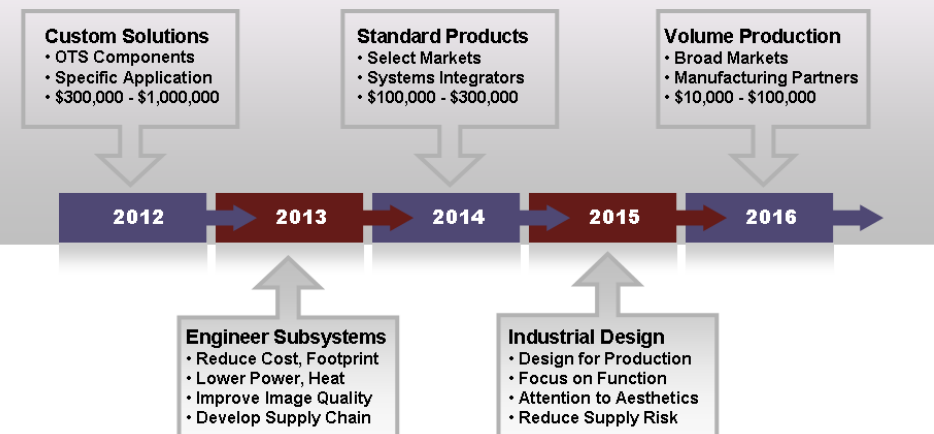 Custom Solutions
• OTS Components
• Specific Application
• $300,000 - $1,000,000
Standard Products
• Select Markets
• Systems Integrators
• $100,000 - $300,000
Volume Production
• Broad Markets
• Manufacturing Partners
• $10,000 - $100,000
2012
2013
2014
2015
2016
Engineer Subsystems
• Reduce Cost, Footprint
• Lower Power, Heat
• Improve Image Quality
• Develop Supply Chain
Industrial Design
• Design for Production
• Focus on Function
• Attention to Aesthetics
• Reduce Supply Risk